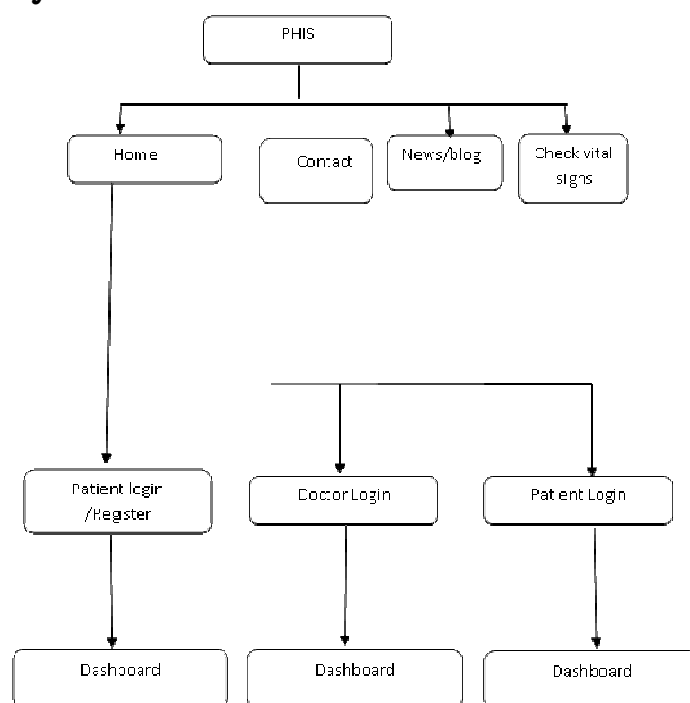 PHIS
Home
Contact
News/blog
Check vital
signs
Patient login
/Register
Doctor Login
Patient Login
Dashboard
Dashboard
Dashboard